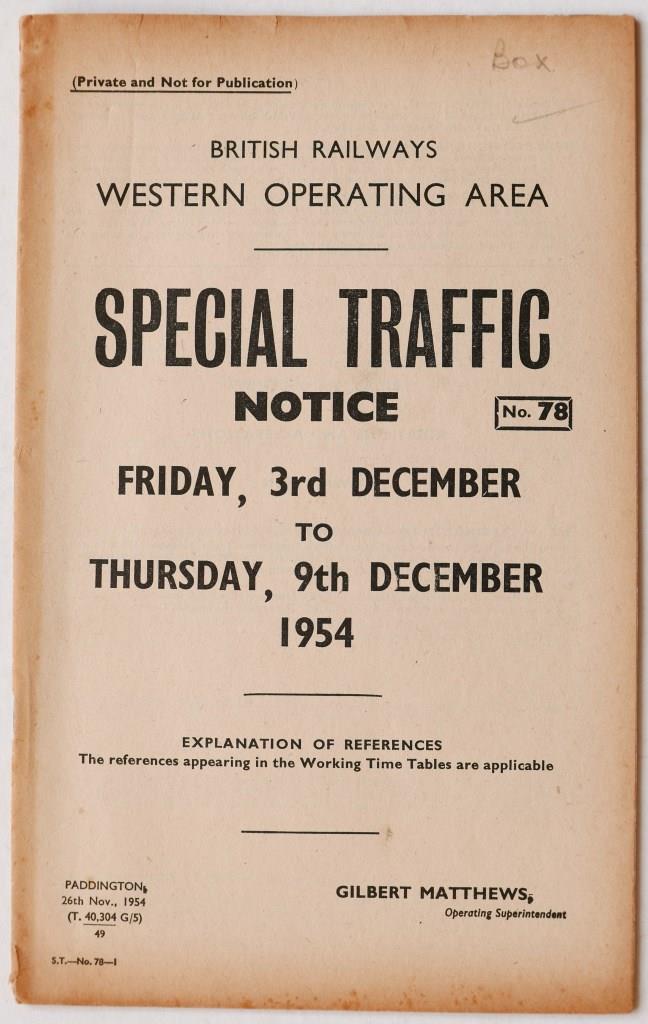 Box
(Private and Not for Publication)
BRITISH RAILWAYS
WESTERN OPERATING AREA
SPECIAL TRAFFIC
NOTICE
No. 78
FRIDAY, 3rd DECEMBER
TO
THURSDAY, 9th DECEMBER
1954
EXPLANATION OF REFERENCES
The references appearing in the Working Time Tables are applicable
PADDINGTON,
26th Nov., 1954
(T. 40,304 G/5)
49
GILBERT MATTHEWS,
Operating Superintendent
S.T.—No. 78—1